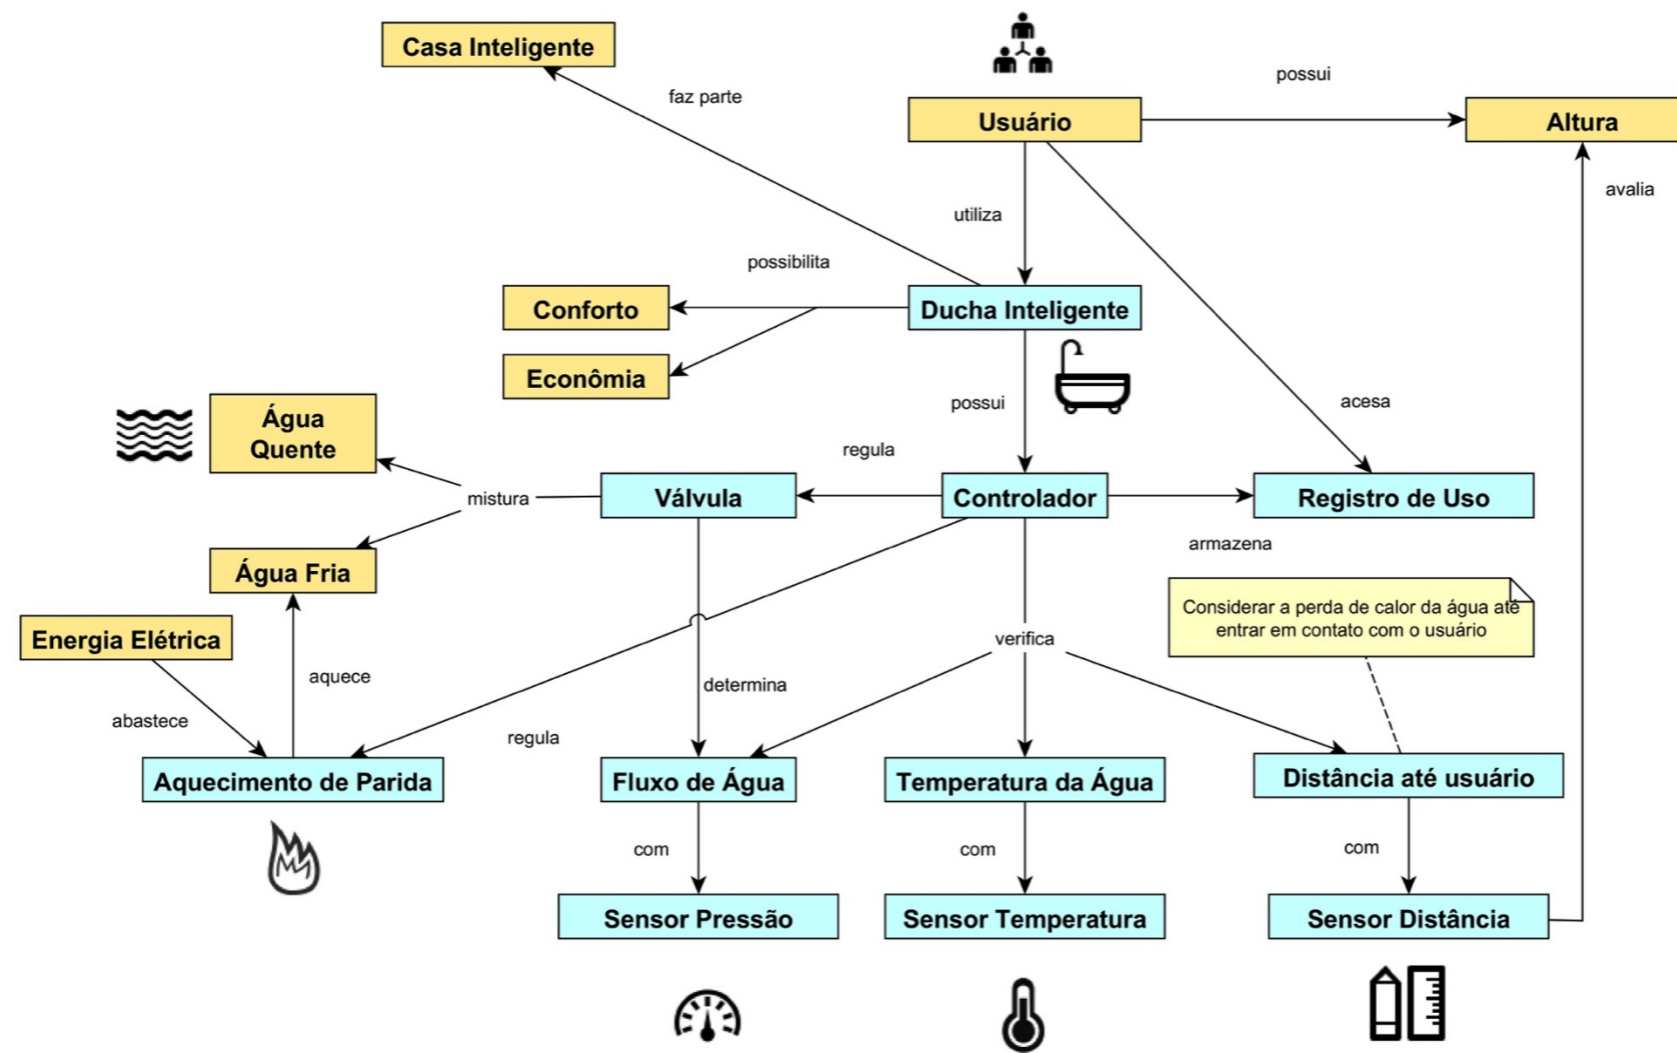 Casa Inteligente
possui
faz parte
Usuário
Altura
avalia
utiliza
possibilita
Conforto
Ducha Inteligente
Econômia
Água
Quente
possui
acesa
regula
mistura
Válvula
Controlador
Registro de Uso
armazena
Água Fria
Considerar a perda de calor da água até
entrar em contato com o usuário
Energia Elétrica
verifica
aquece
determina
abastece
regula
Aquecimento de Parida
Fluxo de Água
Temperatura da Água
Distância até usuário
com
com
com
Sensor Pressão
Sensor Temperatura
Sensor Distância